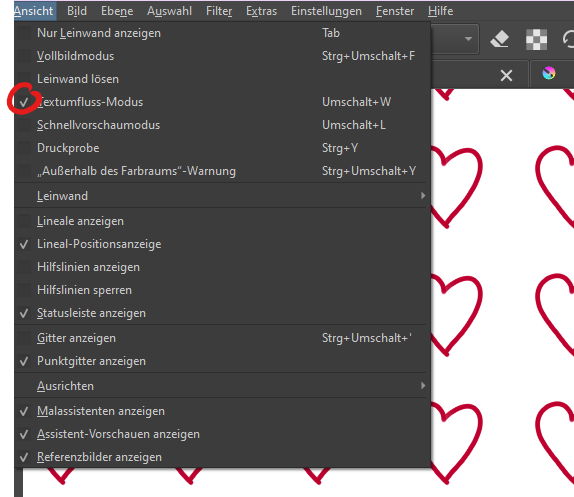 Ansicht Bild Ebene Auswahl Filter Extras Einstellungen Fenster Hilfe
Nur Leinwand anzeigen Tab
Vollbildmodus Strg+Umschalt+F
Leinwand lösen
Textumfluss-Modus Umschalt+W
Schnellvorschaumodus Umschalt+L
Druckprobe Strg+Y
„Außerhalb des Farbraums“-Warnung Strg+Umschalt+Y
Leinwand
Lineale anzeigen
Lineal-Positionsanzeige
Hilfslinien anzeigen
Hilfslinien sperren
Statusleiste anzeigen
Gitter anzeigen Strg+Umschalt+'
Punktgitter anzeigen
Ausrichten
Malassistenten anzeigen
Assistent-Vorschauen anzeigen
Referenzbilder anzeigen